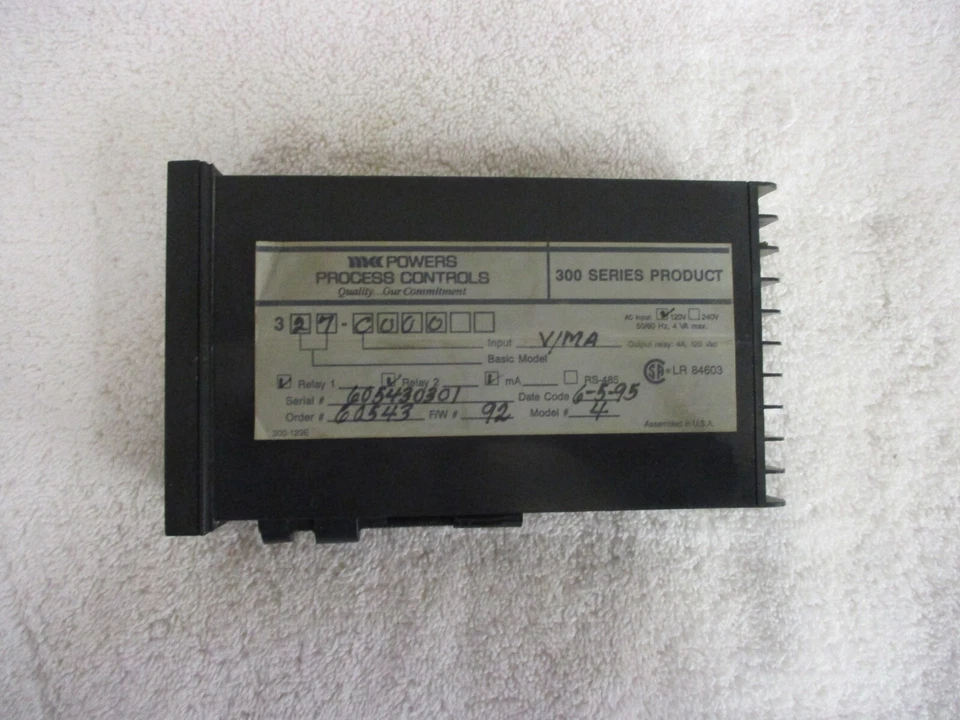 mcc POWERS
PROCESS CONTROLS
Quality...Our Commitment
300 SERIES PRODUCT
327-C000
AC Input 120V 240V
50/60 Hz, 4 VA max.
Input V/MA Output relay: 4A, 120 Vac
Basic Model
LR 84603
Relay 1 Relay 2 mA RS-485
Serial # 605430301 Date Code 6-5-95
Order # 60543 F/W # 92 Model # 4
Assembled in U.S.A.